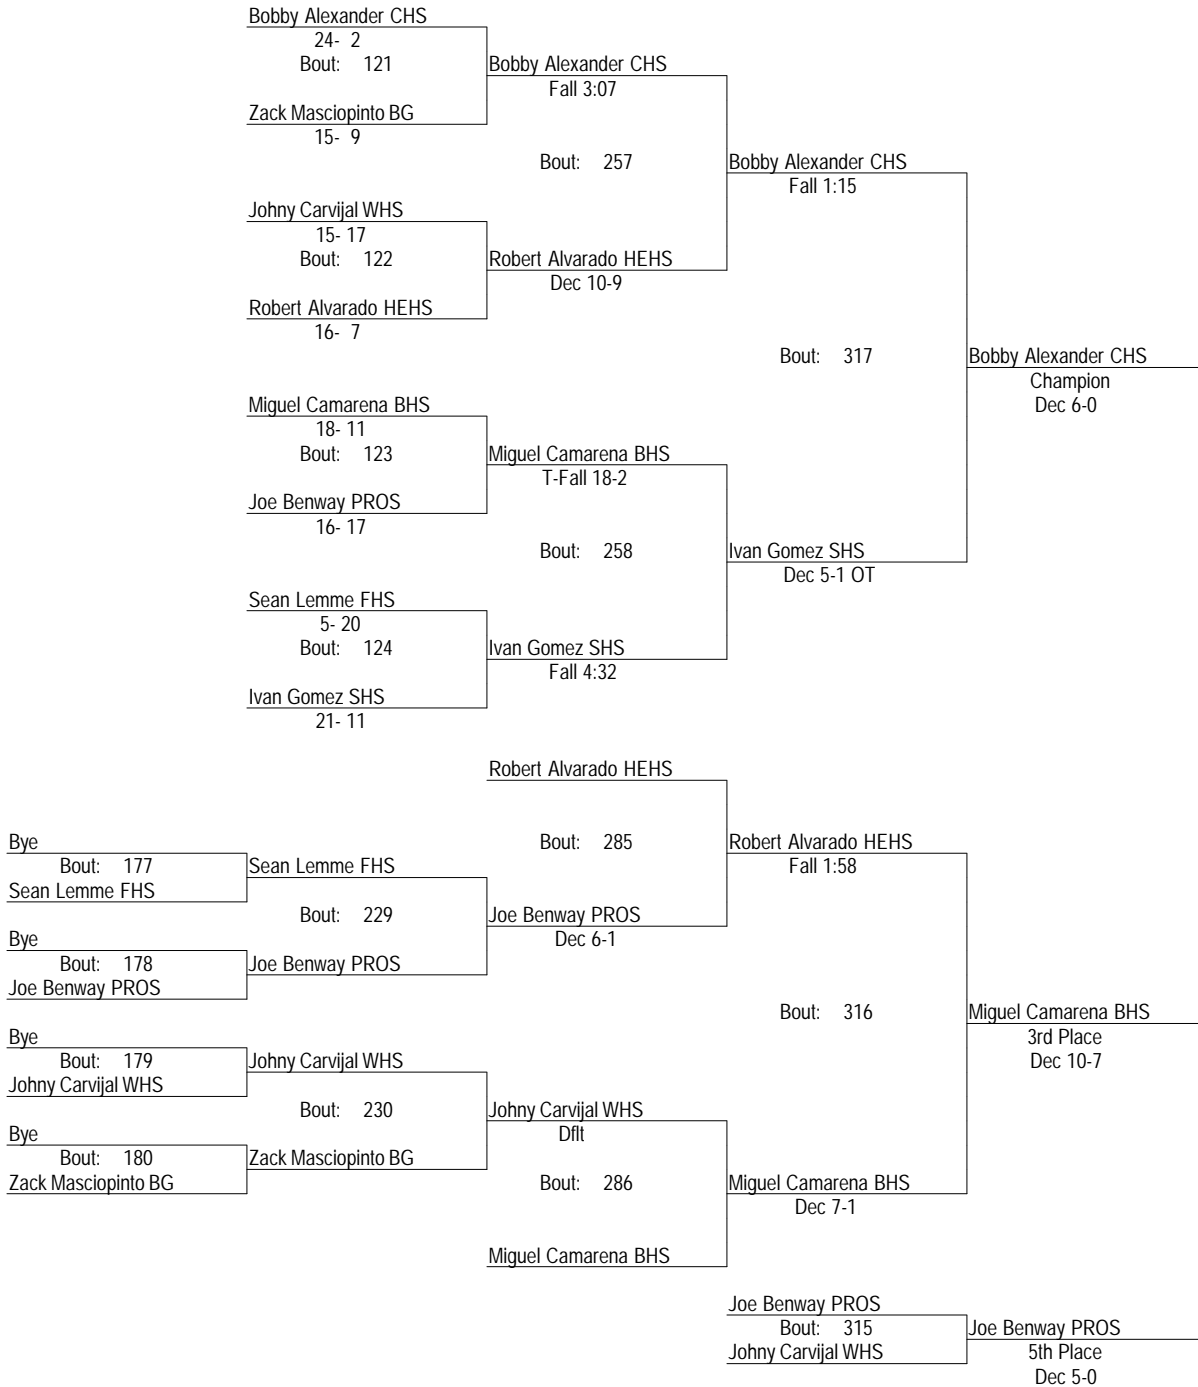 Bobby Alexander CHS
24- 2
Bout: 121
Bobby Alexander CHS
Fall 3:07
Zack Masciopinto BG
15- 9
Bout: 257
Bobby Alexander CHS
Fall 1:15
Johny Carvijal WHS
15- 17
Bout: 122
Robert Alvarado HEHS
Dec 10-9
Robert Alvarado HEHS
16- 7
Bout: 317
Bobby Alexander CHS
Champion
Dec 6-0
Miguel Camarena BHS
18- 11
Bout: 123
Miguel Camarena BHS
T-Fall 18-2
Joe Benway PROS
16- 17
Bout: 258
Ivan Gomez SHS
Dec 5-1 OT
Sean Lemme FHS
5- 20
Bout: 124
Ivan Gomez SHS
Fall 4:32
Ivan Gomez SHS
21- 11
Robert Alvarado HEHS
Bout: 285
Robert Alvarado HEHS
Fall 1:58
Bye
Bout: 177
Sean Lemme FHS
Sean Lemme FHS
Bout: 229
Joe Benway PROS
Dec 6-1
Bye
Bout: 178
Joe Benway PROS
Joe Benway PROS
Bout: 316
Miguel Camarena BHS
3rd Place
Dec 10-7
Bye
Bout: 179
Johny Carvijal WHS
Johny Carvijal WHS
Bout: 230
Johny Carvijal WHS
Dflt
Bye
Bout: 180
Zack Masciopinto BG
Zack Masciopinto BG
Bout: 286
Miguel Camarena BHS
Dec 7-1
Miguel Camarena BHS
Joe Benway PROS
Bout: 315
Johny Carvijal WHS
Joe Benway PROS
5th Place
Dec 5-0